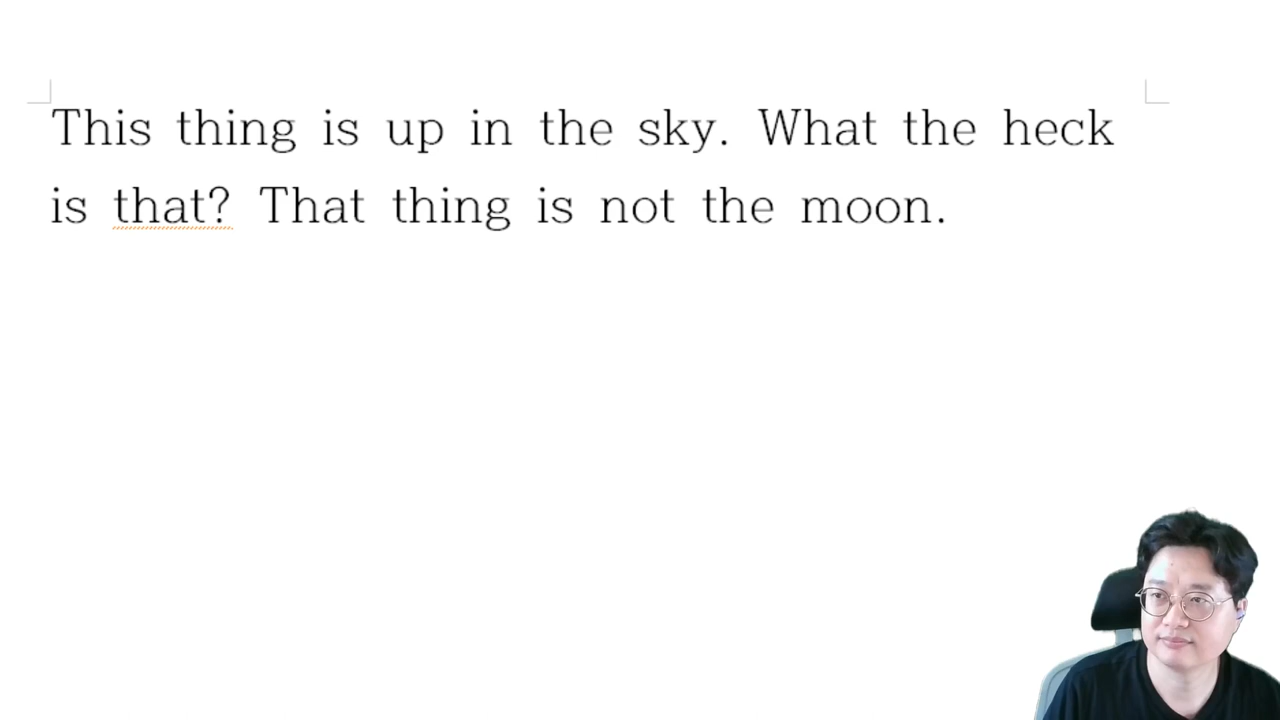 This thing is up in the sky. What the heck
is that? That thing is not the moon.